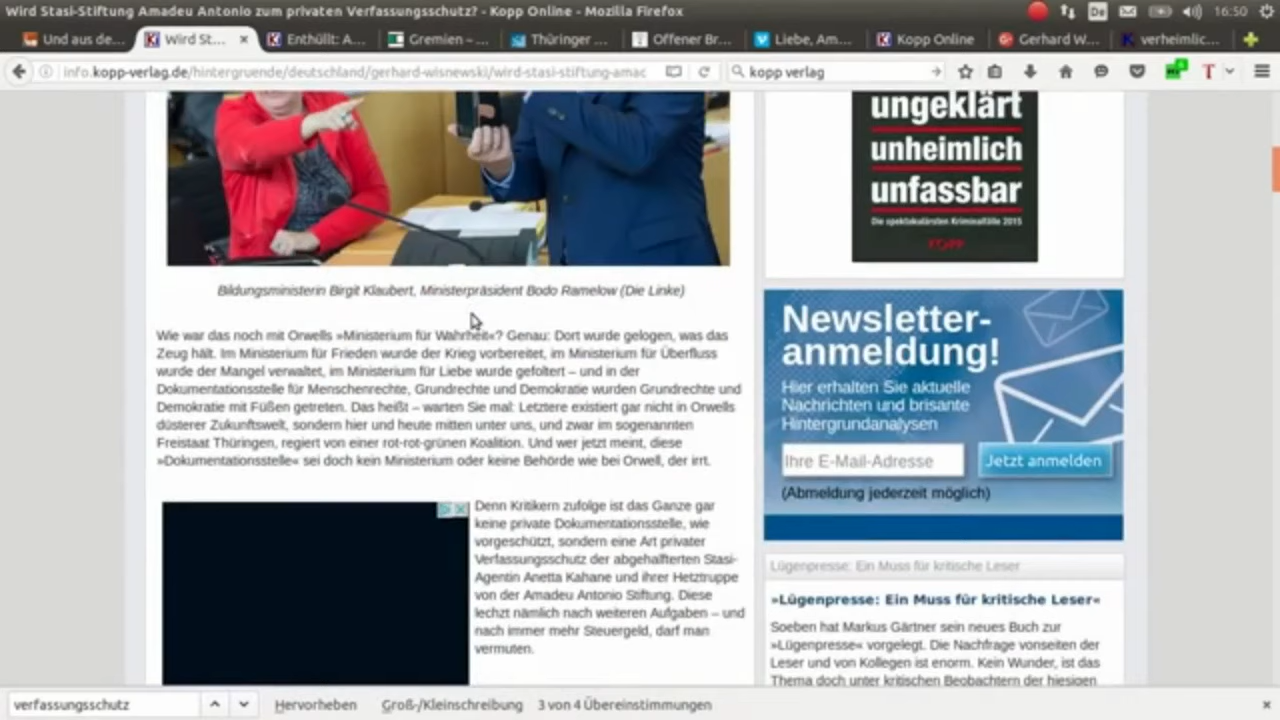 Wird Stasi-Stiftung Amadeu Antonio zum privaten Verfassungsschutz? - Kopp Online - Mozilla Firefox
De
16:50
Und aus de...
Wird St...
Enthüllt: A...
Gremien – ...
Thüringer ...
Offener Br...
Liebe, Am...
Kopp Online
Gerhard W...
verheimlic...
info.kopp-verlag.de/hintergruende/deutschland/gerhard-wisnewski/wird-stasi-stiftung-amac
kopp verlag
Bildungsministerin Birgit Klaubert, Ministerpräsident Bodo Ramelow (Die Linke)
Wie war das noch mit Orwells »Ministerium für Wahrheit«? Genau: Dort wurde gelogen, was das
Zeug hält. Im Ministerium für Frieden wurde der Krieg vorbereitet, im Ministerium für Überfluss
wurde der Mangel verwaltet, im Ministerium für Liebe wurde gefoltert – und in der
Dokumentationsstelle für Menschenrechte, Grundrechte und Demokratie wurden Grundrechte und
Demokratie mit Füßen getreten. Das heißt – warten Sie mal: Letztere existiert gar nicht in Orwells
düsterer Zukunftswelt, sondern hier und heute mitten unter uns, und zwar im sogenannten
Freistaat Thüringen, regiert von einer rot-rot-grünen Koalition. Und wer jetzt meint, diese
»Dokumentationsstelle« sei doch kein Ministerium oder keine Behörde wie bei Orwell, der irrt.
Denn Kritikern zufolge ist das Ganze gar
keine private Dokumentationsstelle, wie
vorgeschützt, sondern eine Art privater
Verfassungsschutz der abgehalfterten Stasi-
Agentin Anetta Kahane und ihrer Hetztruppe
von der Amadeu Antonio Stiftung. Diese
lechzt nämlich nach weiteren Aufgaben – und
nach immer mehr Steuergeld, darf man
vermuten.
ungeklärt
unheimlich
unfassbar
Die spektakulärsten Kriminalfälle 2015
KOPP
Newsletter-
anmeldung!
Hier erhalten Sie aktuelle
Nachrichten und brisante
Hintergrundanalysen
Ihre E-Mail-Adresse
Jetzt anmelden
(Abmeldung jederzeit möglich)
Lügenpresse: Ein Muss für kritische Leser
»Lügenpresse: Ein Muss für kritische Leser«
Soeben hat Markus Gärtner sein neues Buch zur
»Lügenpresse« vorgelegt. Die Nachfrage vonseiten der
Leser und von Kollegen ist enorm. Kein Wunder, ist das
Thema doch unter kritischen Beobachtern der hiesigen
verfassungsschutz
Hervorheben
Groß-/Kleinschreibung
3 von 4 Übereinstimmungen